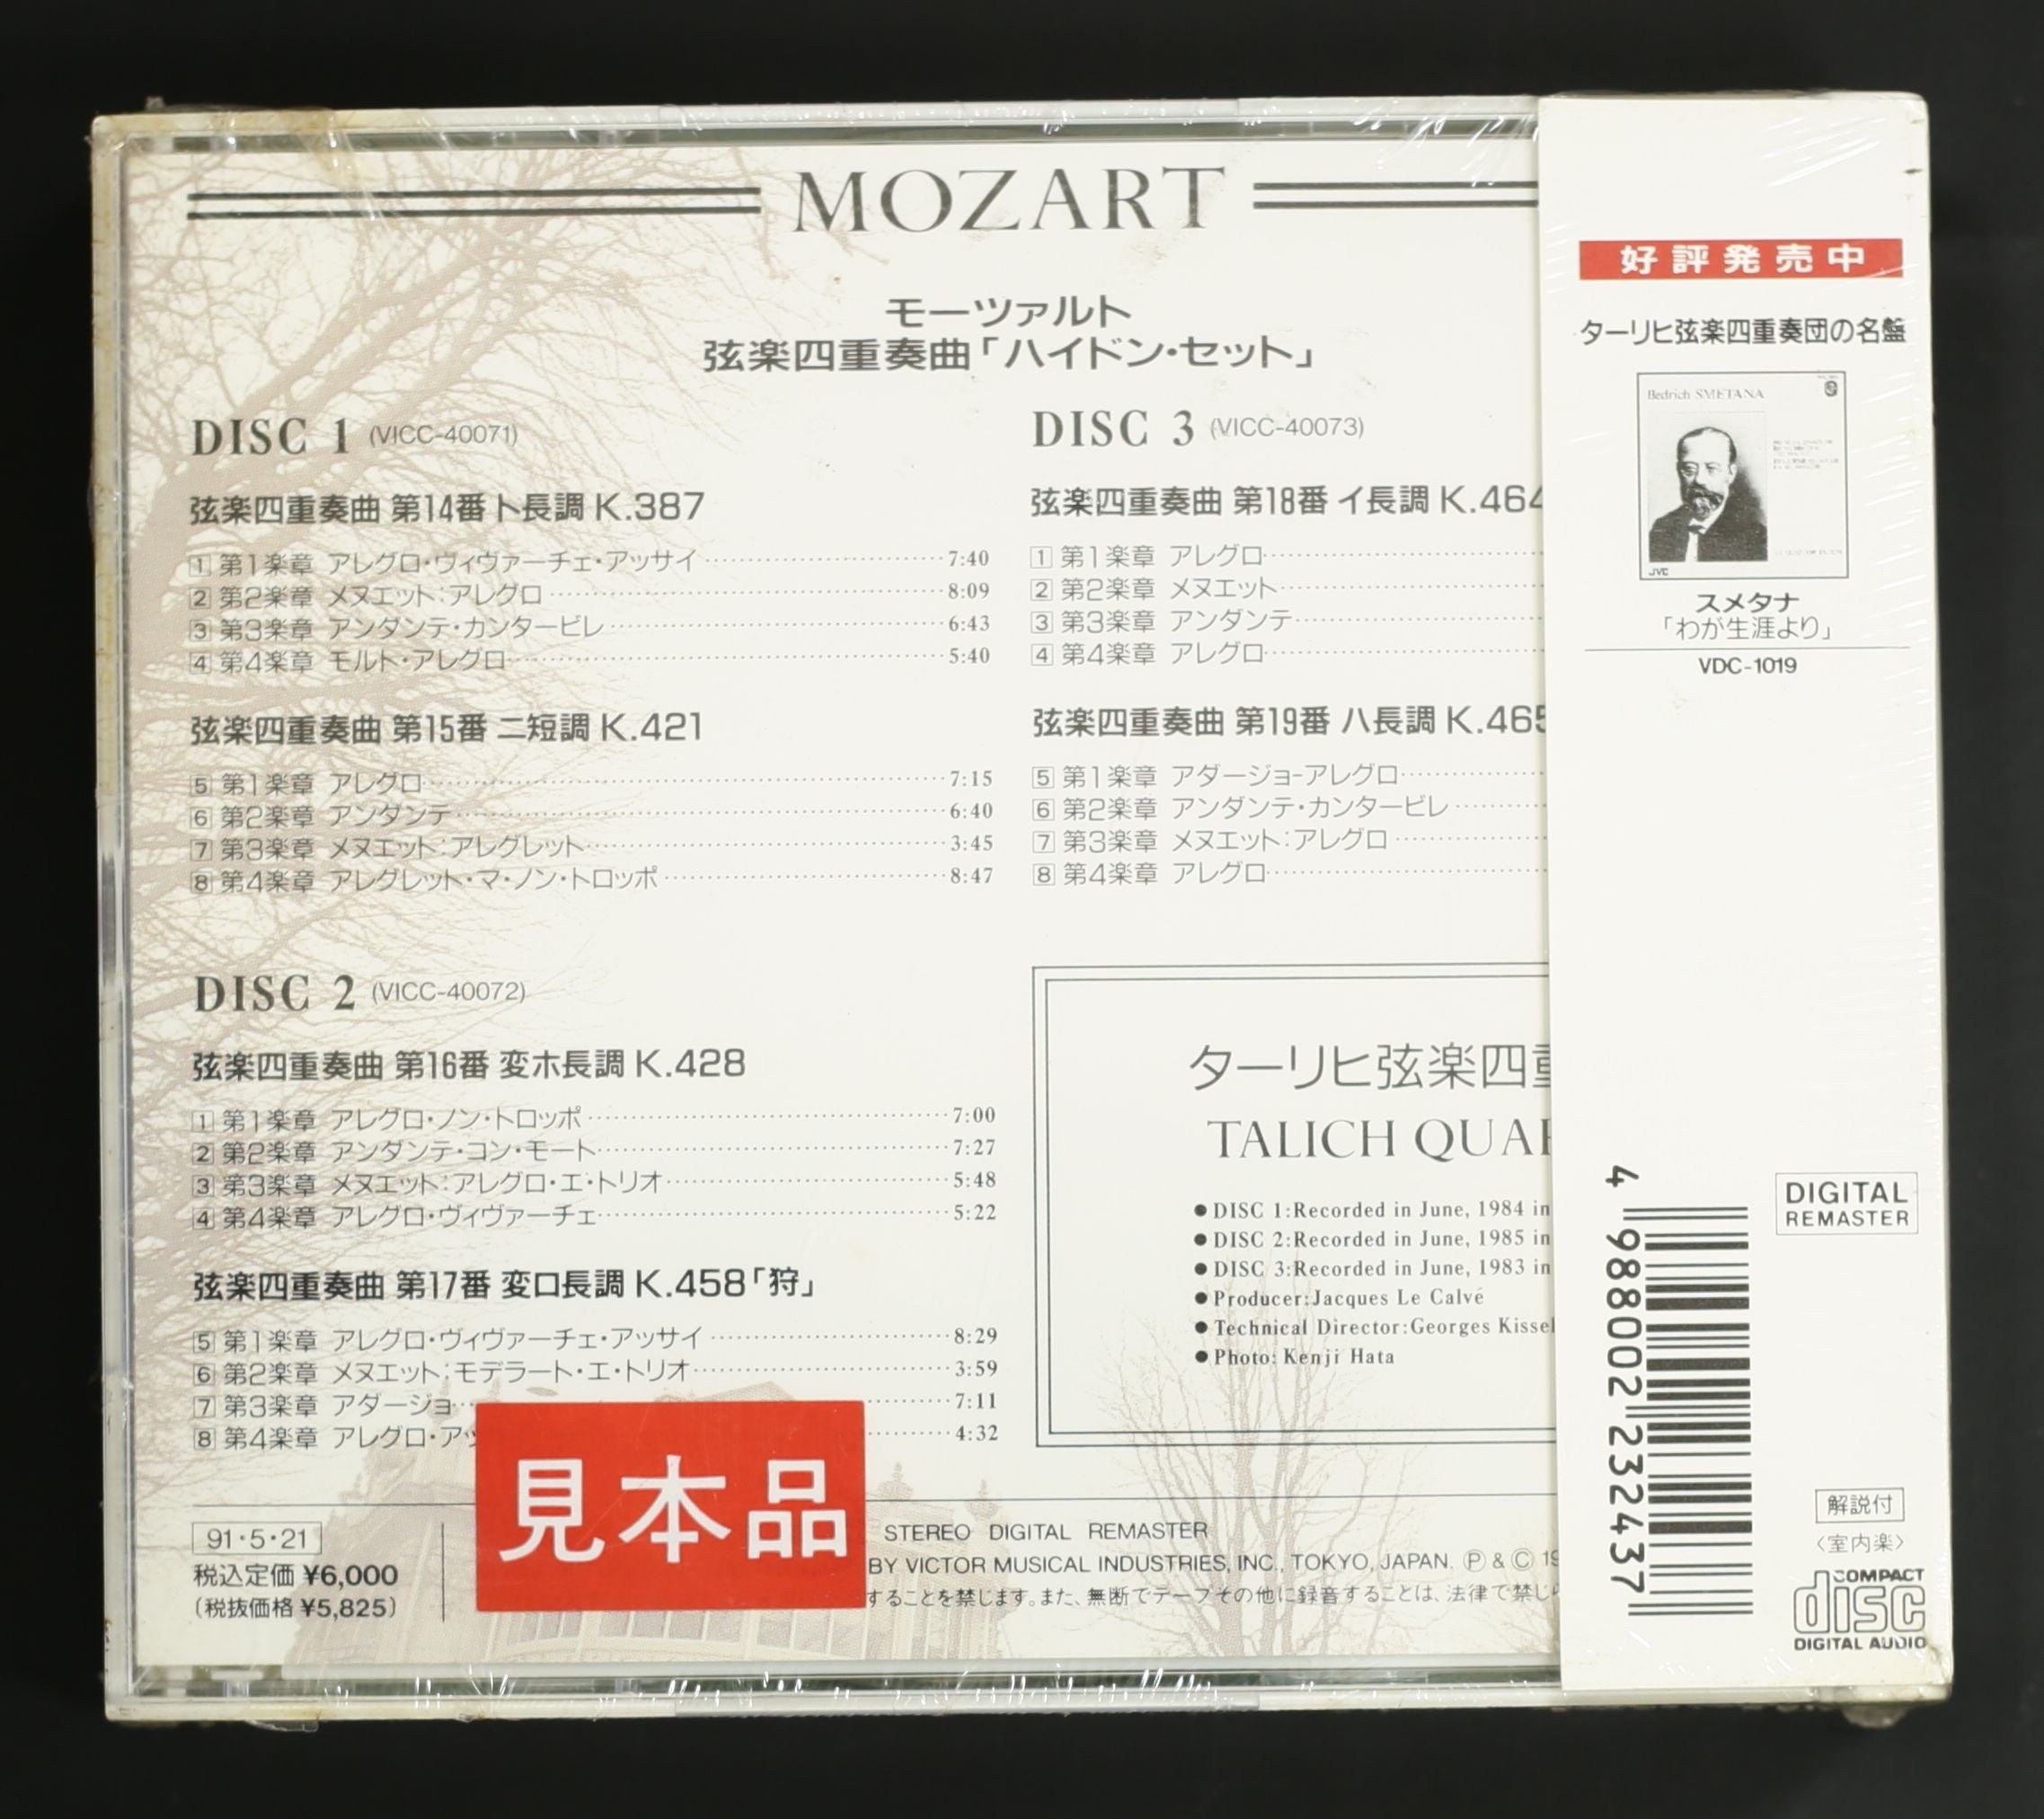 MOZART
モーツァルト
弦楽四重奏曲「ハイドン・セット」
DISC 1 (VICC-40071)
弦楽四重奏曲 第14番 ト長調 K.387
1 第1楽章 アレグロ・ヴィヴァーチェ・アッサイ 7:40
2 第2楽章 メヌエット:アレグロ 8:09
3 第3楽章 アンダンテ・カンタービレ 6:43
4 第4楽章 モルト・アレグロ 5:40
弦楽四重奏曲 第15番 ニ短調 K.421
5 第1楽章 アレグロ 7:15
6 第2楽章 アンダンテ 6:40
7 第3楽章 メヌエット:アレグレット 3:45
8 第4楽章 アレグレット・マ・ノン・トロッポ 8:47
DISC 2 (VICC-40072)
弦楽四重奏曲 第16番 変ホ長調 K.428
1 第1楽章 アレグロ・ノン・トロッポ 7:00
2 第2楽章 アンダンテ・コン・モート 7:27
3 第3楽章 メヌエット:アレグロ・エ・トリオ 5:48
4 第4楽章 アレグロ・ヴィヴァーチェ 5:22
弦楽四重奏曲 第17番 変ロ長調 K.458「狩」
5 第1楽章 アレグロ・ヴィヴァーチェ・アッサイ 8:29
6 第2楽章 メヌエット:モデラート・エ・トリオ 3:59
7 第3楽章 アダージョ 7:11
8 第4楽章 アレグロ・アッ 4:32
DISC 3 (VICC-40073)
弦楽四重奏曲 第18番 イ長調 K.464
1 第1楽章 アレグロ
2 第2楽章 メヌエット
3 第3楽章 アンダンテ
4 第4楽章 アレグロ
弦楽四重奏曲 第19番 ハ長調 K.465
5 第1楽章 アダージョ-アレグロ
6 第2楽章 アンダンテ・カンタービレ
7 第3楽章 メヌエット:アレグロ
8 第4楽章 アレグロ
ターリヒ弦楽四重
TALICH QUAR
●DISC 1:Recorded in June, 1984 in
●DISC 2:Recorded in June, 1985 in
●DISC 3:Recorded in June, 1983 in
●Producer:Jacques Le Calvé
●Technical Director:Georges Kissel
●Photo: Kenji Hata
91・5・21
税込定価 ¥6,000
(税抜価格 ¥5,825)
見本品
STEREO DIGITAL REMASTER
BY VICTOR MUSICAL INDUSTRIES, INC., TOKYO, JAPAN. Ⓟ & Ⓒ 19
することを禁じます。また、無断でテープその他に録音することは、法律で禁じ
好評発売中
ターリヒ弦楽四重奏団の名盤
Bedrich SMETANA
JVC
スメタナ
「わが生涯より」
VDC-1019
4 988002 232437
DIGITAL
REMASTER
解説付
〈室内楽〉
COMPACT
disc
DIGITAL AUDIO